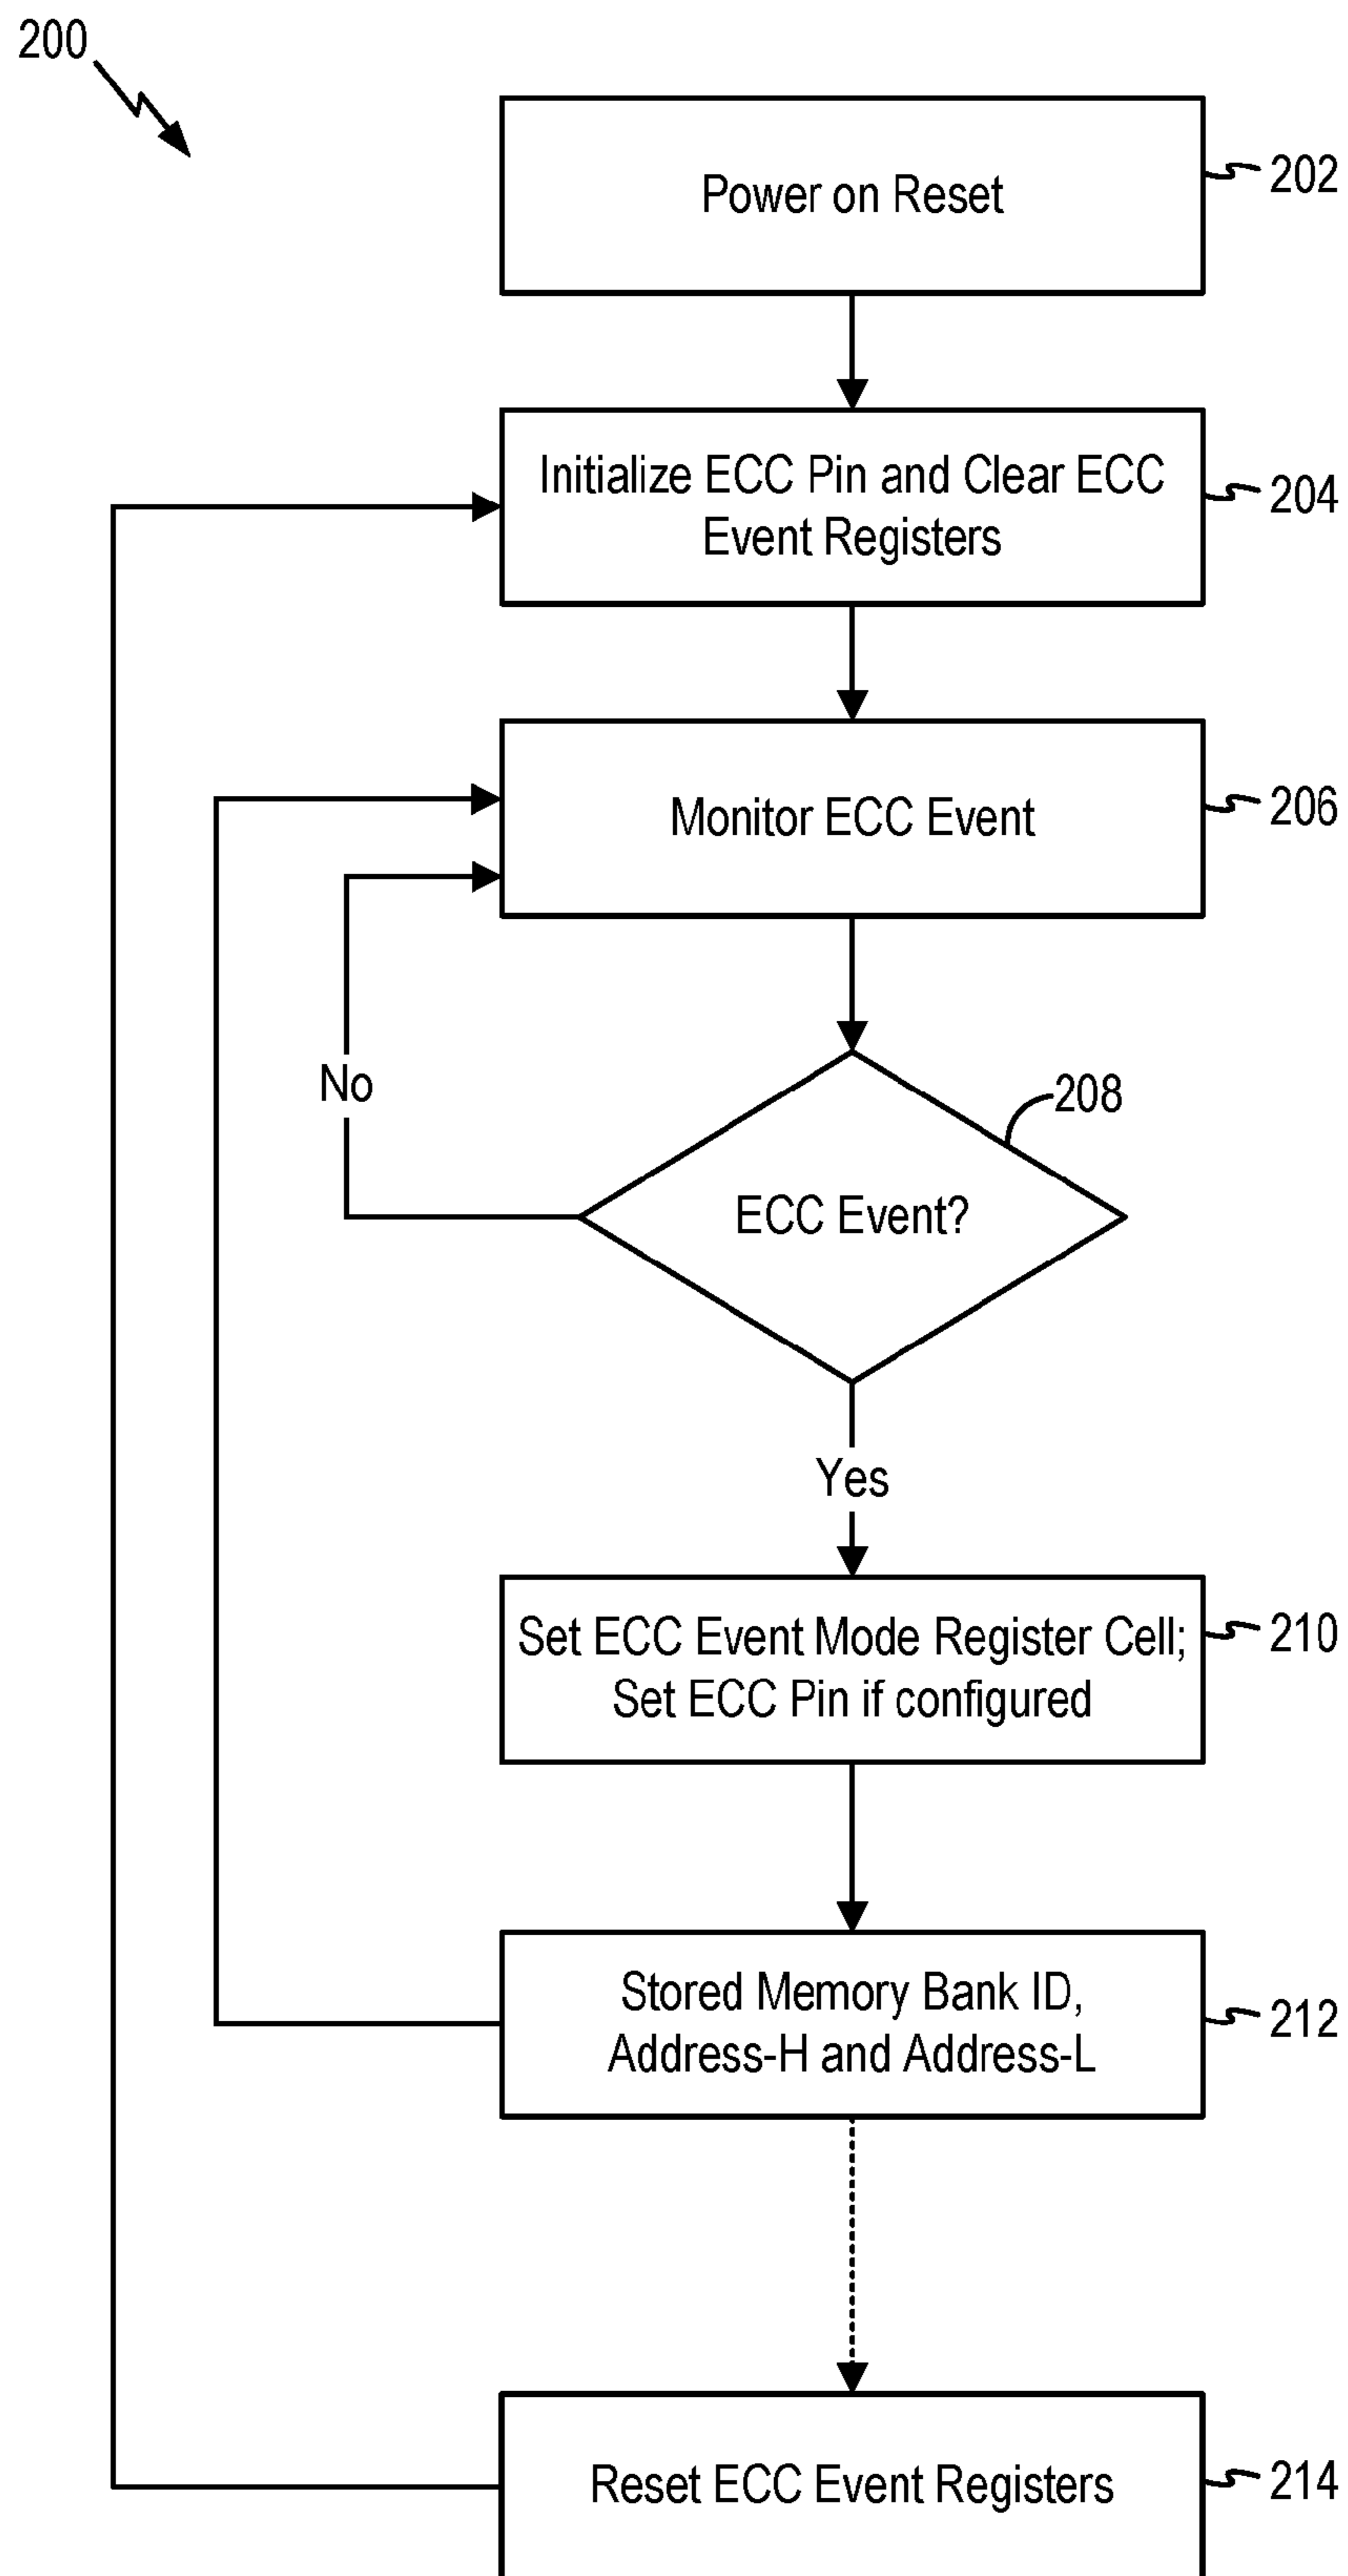 200
Power on Reset
202
Initialize ECC Pin and Clear ECC
Event Registers
204
Monitor ECC Event
206
No
208
ECC Event?
Yes
Set ECC Event Mode Register Cell;
Set ECC Pin if configured
210
Stored Memory Bank ID,
Address-H and Address-L
212
Reset ECC Event Registers
214